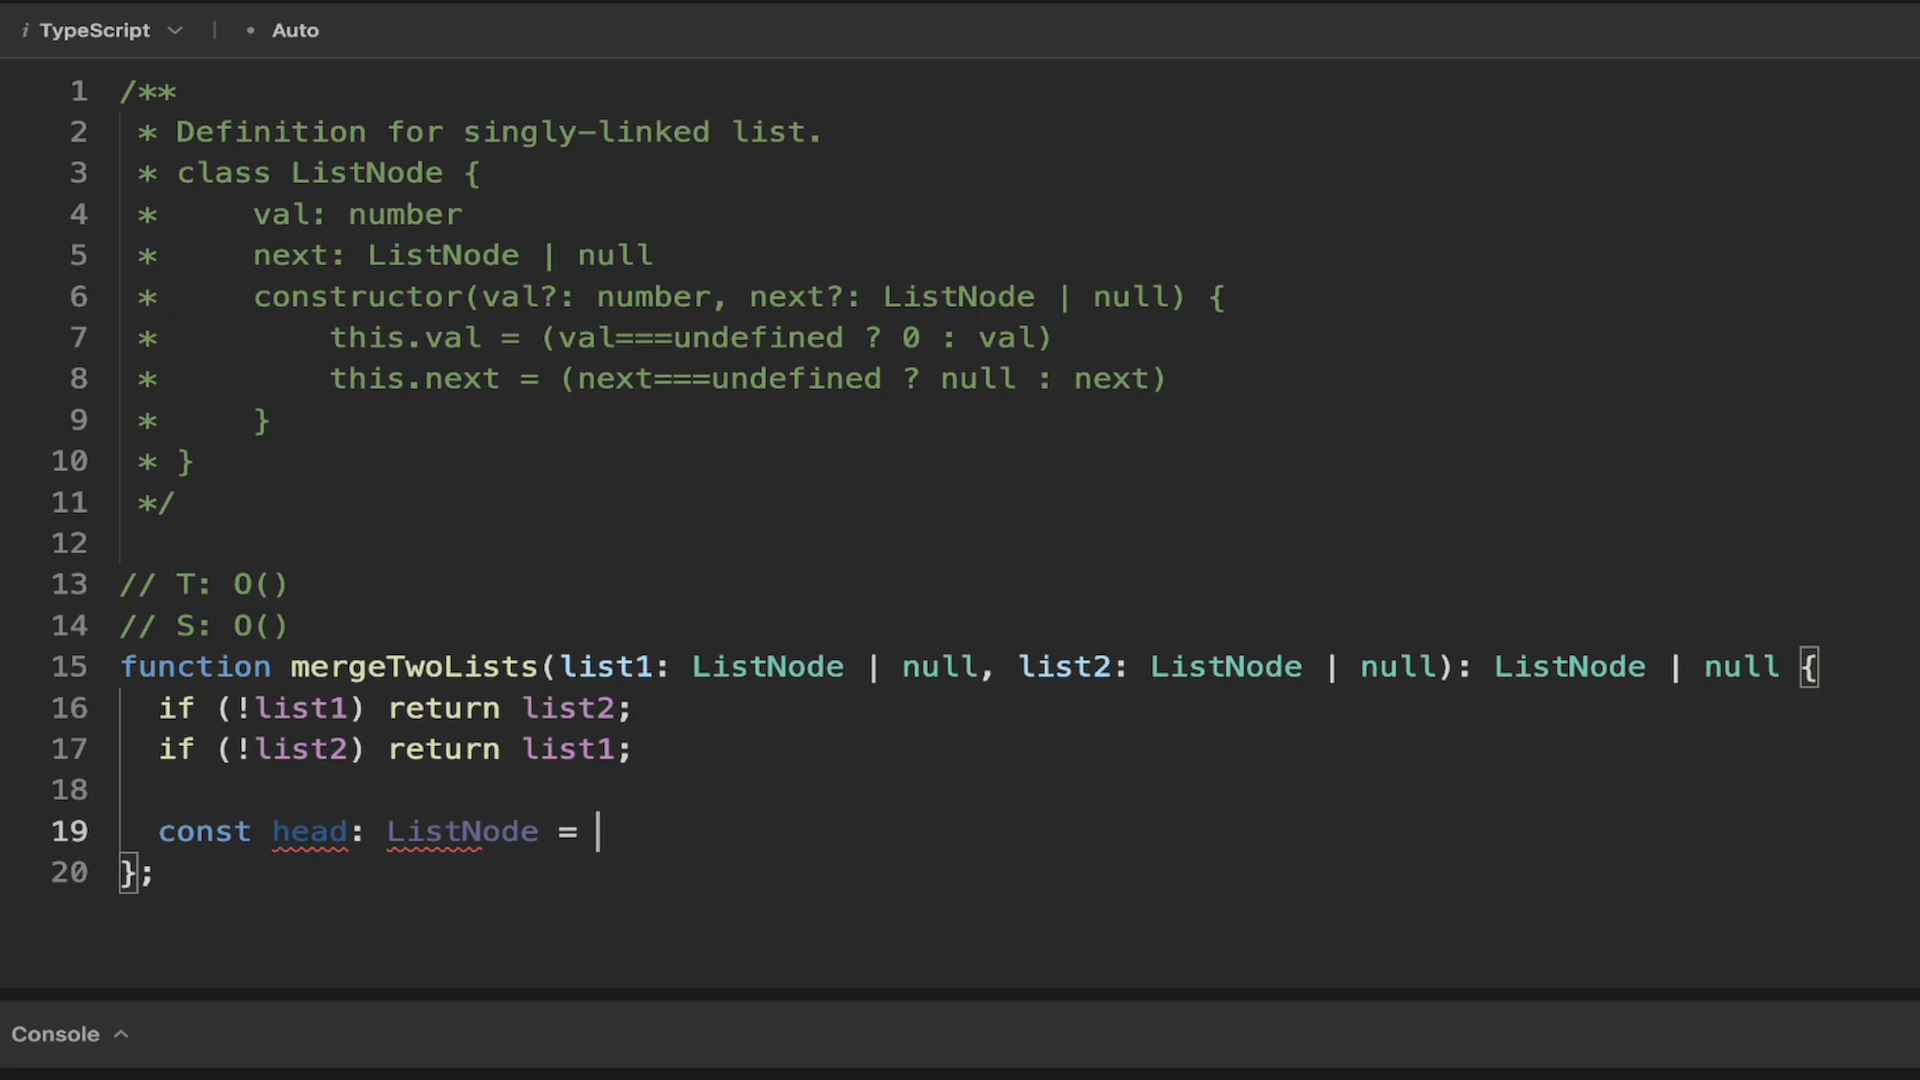 i TypeScript • Auto
1 /**
2 * Definition for singly-linked list.
3 * class ListNode {
4 *     val: number
5 *     next: ListNode | null
6 *     constructor(val?: number, next?: ListNode | null) {
7 *         this.val = (val===undefined ? 0 : val)
8 *         this.next = (next===undefined ? null : next)
9 *     }
10 * }
11 */
12
13 // T: O()
14 // S: O()
15 function mergeTwoLists(list1: ListNode | null, list2: ListNode | null): ListNode | null {
16   if (!list1) return list2;
17   if (!list2) return list1;
18
19   const head: ListNode =
20 };
Console